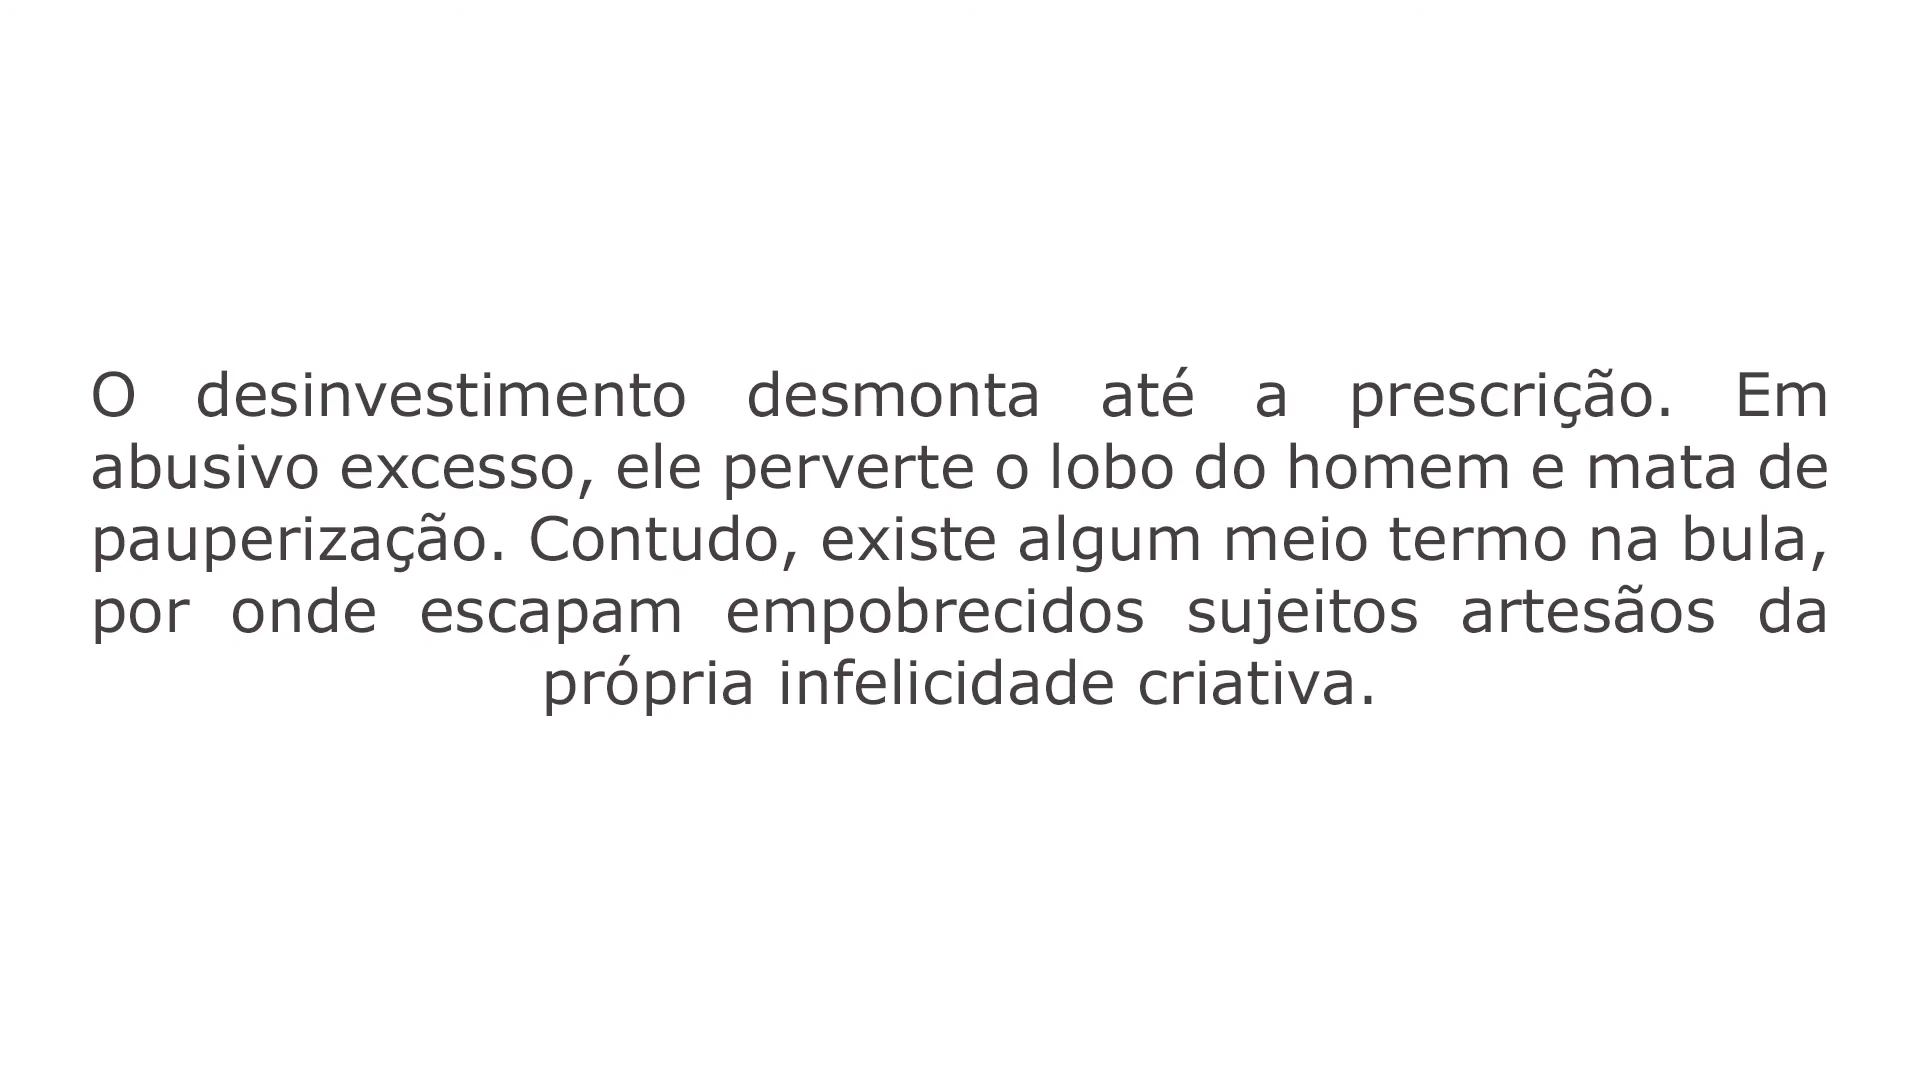 O desinvestimento desmonta até a prescrição. Em
abusivo excesso, ele perverte o lobo do homem e mata de
pauperização. Contudo, existe algum meio termo na bula,
por onde escapam empobrecidos sujeitos artesãos da
própria infelicidade criativa.